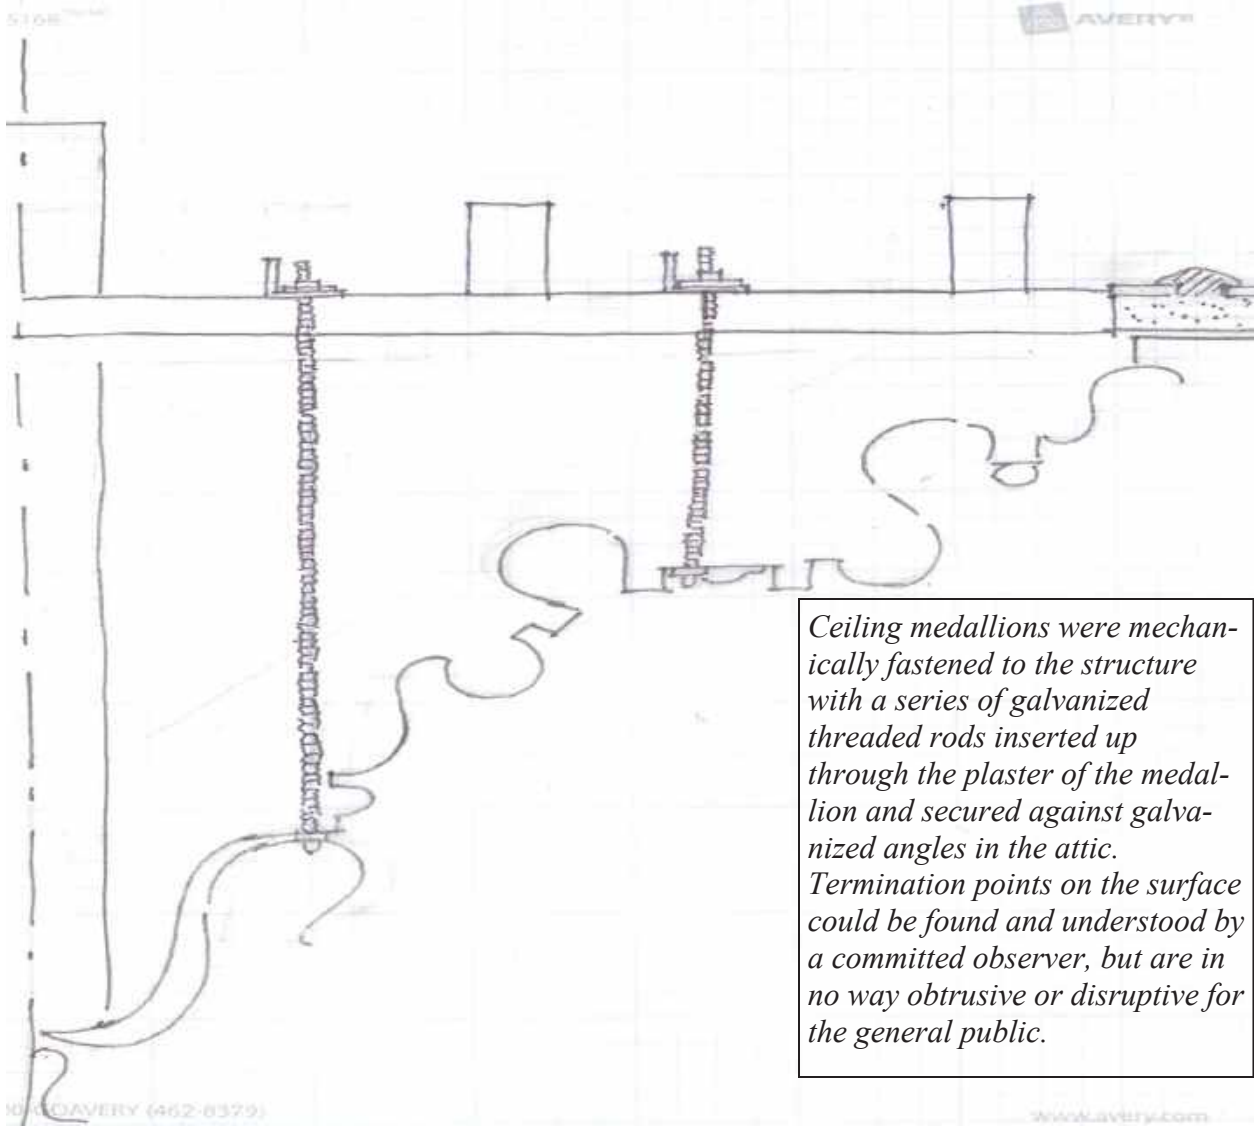 5168
AVERY®
Ceiling medallions were mechan-
ically fastened to the structure
with a series of galvanized
threaded rods inserted up
through the plaster of the medal-
lion and secured against galva-
nized angles in the attic.
Termination points on the surface
could be found and understood by
a committed observer, but are in
no way obtrusive or disruptive for
the general public.
GOAVERY (462-8379)
www.avery.com